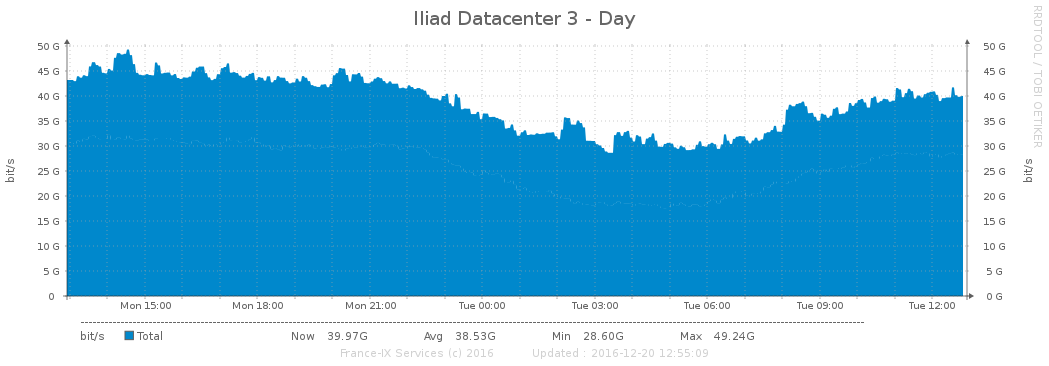 Iliad Datacenter 3 - Day
RRDTOOL / TOBI OETIKER
50 G 50 G
45 G 45 G
40 G 40 G
35 G 35 G
30 G 30 G
25 G 25 G
20 G 20 G
15 G 15 G
10 G 10 G
5 G 5 G
0 0 G
bit/s bit/s
Mon 15:00 Mon 18:00 Mon 21:00 Tue 00:00 Tue 03:00 Tue 06:00 Tue 09:00 Tue 12:00
bit/s Total Now 39.97G Avg 38.53G Min 28.60G Max 49.24G
France-IX Services (c) 2016 Updated : 2016-12-20 12:55:09